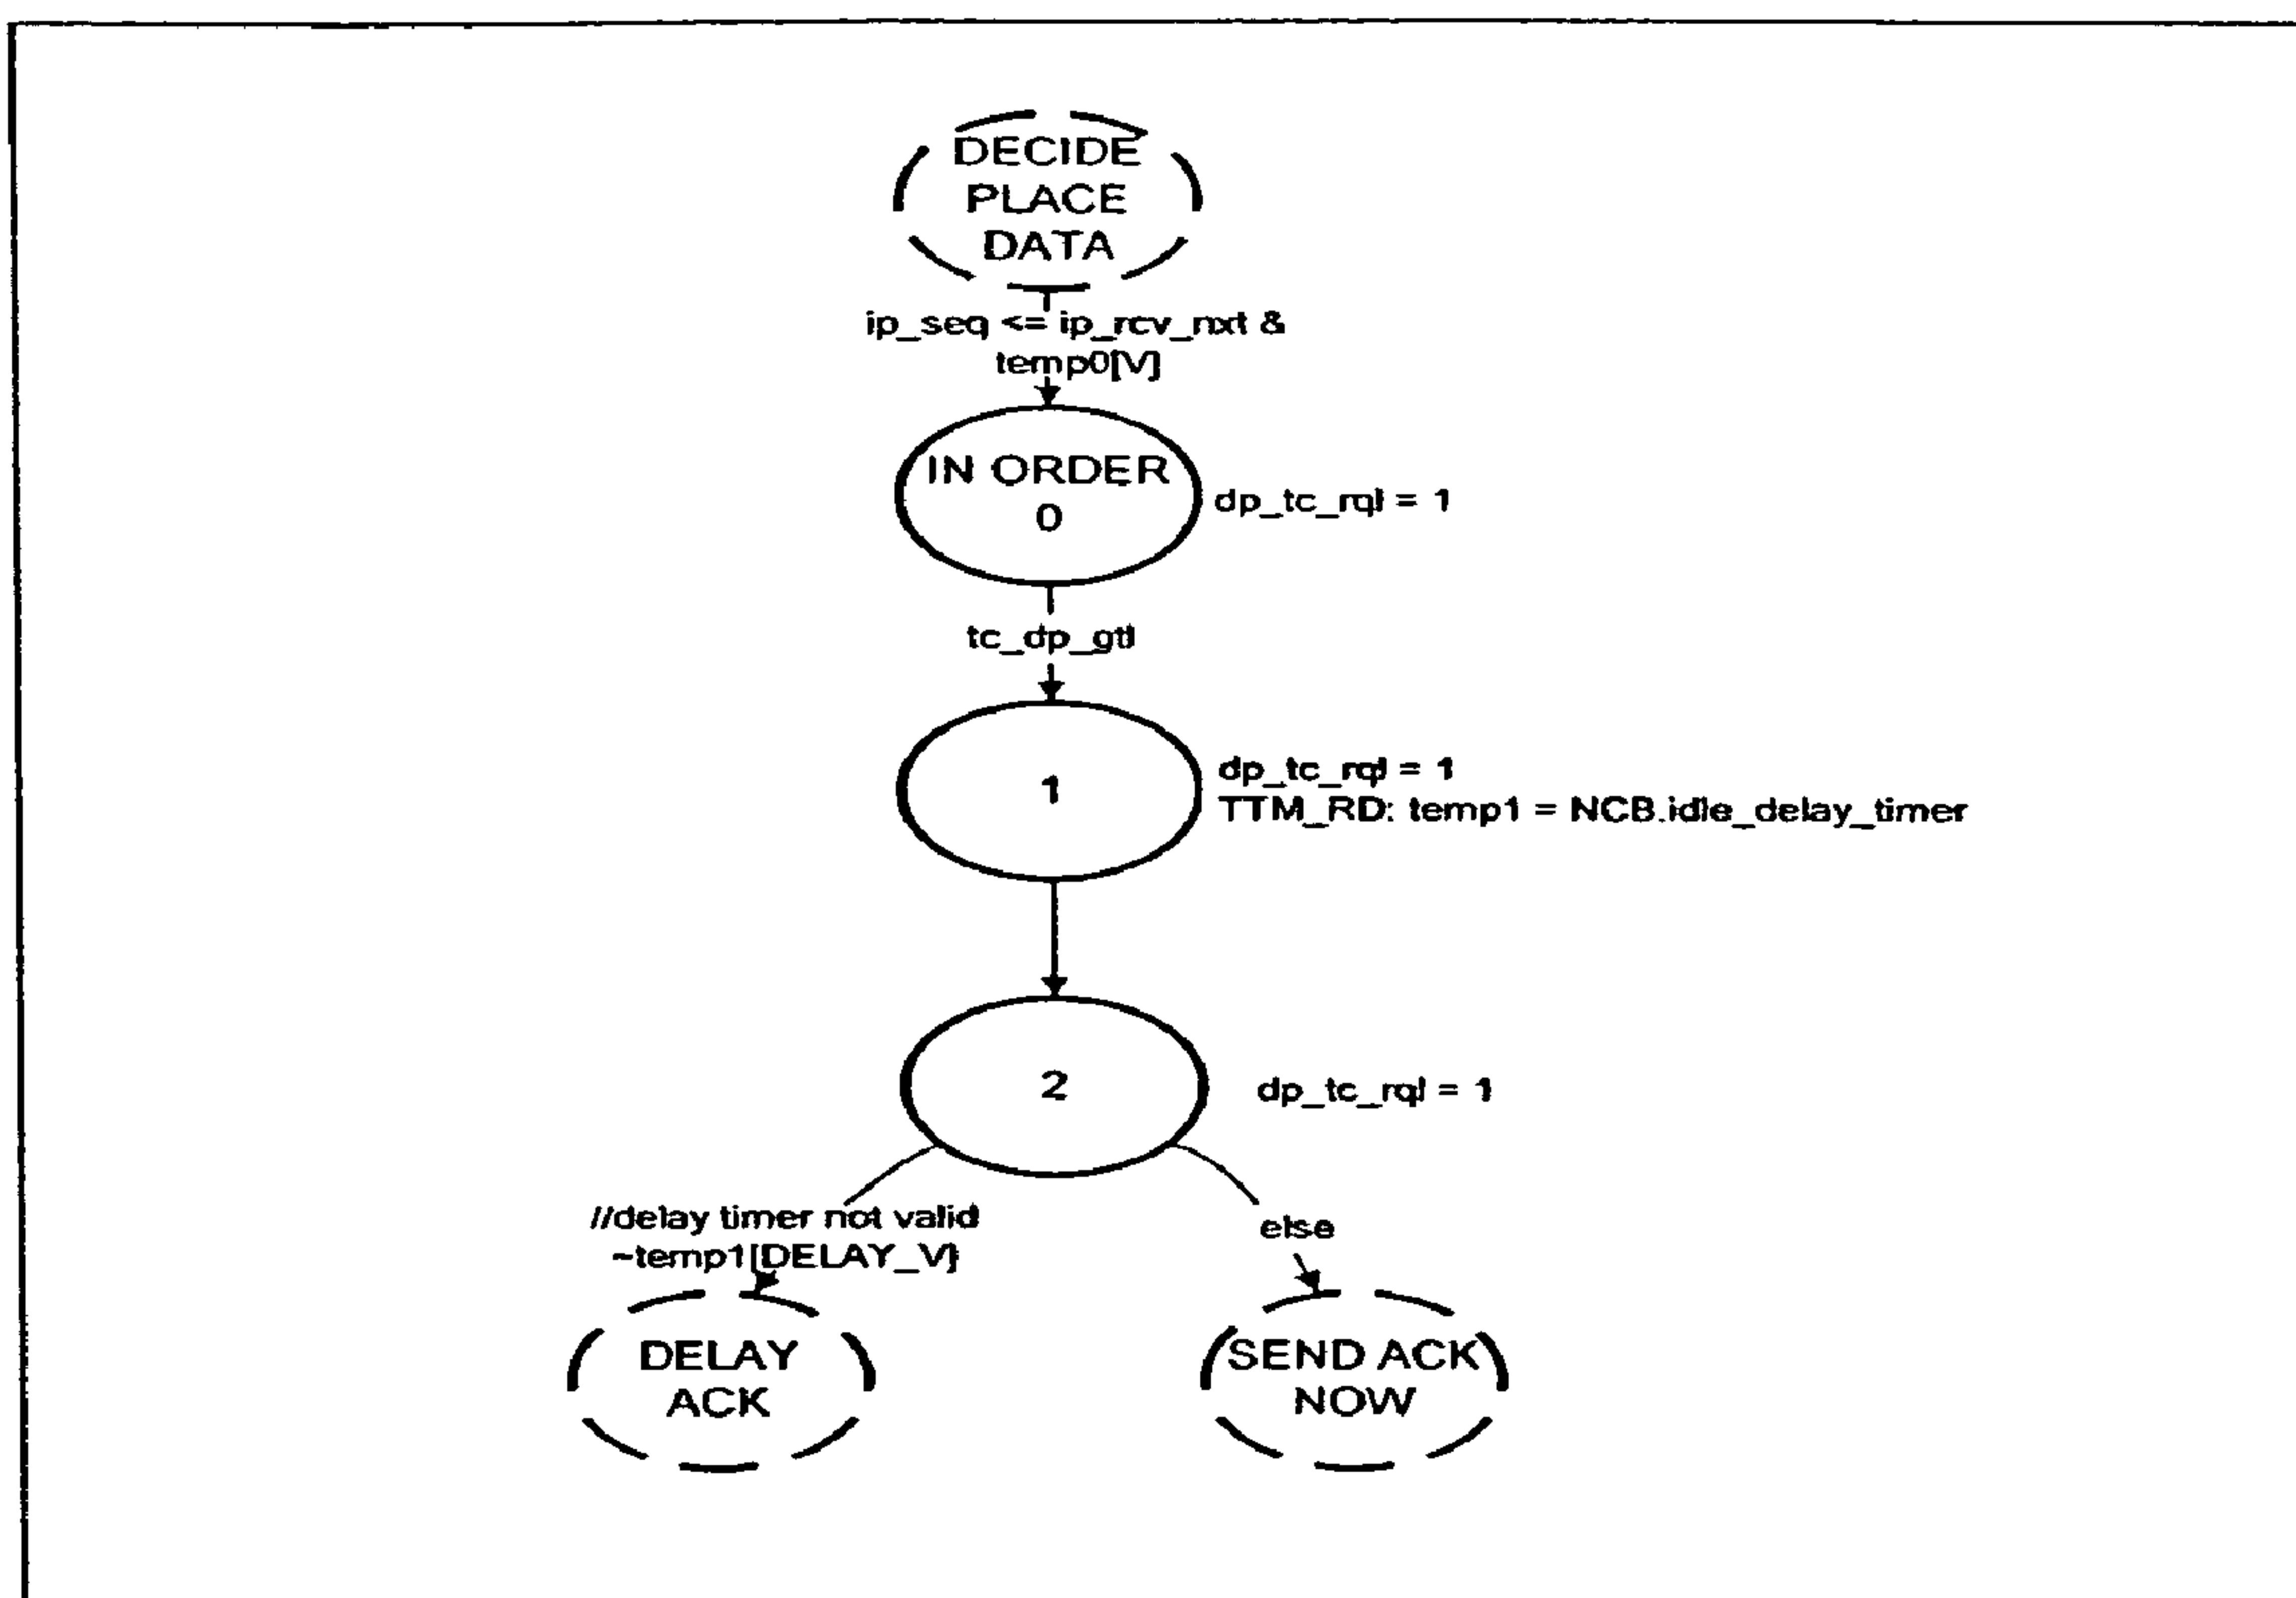 DECIDE
PLACE
DATA
ip_seq <= ip_rcv_nxt &
temp0[V]
IN ORDER
0
dp_tc_rql = 1
tc_dp_gtl
1
dp_tc_rql = 1
TTM_RD: temp1 = NCB.idle_delay_timer
2
dp_tc_rql = 1
//delay timer not valid
~temp1[DELAY_V]
else
DELAY
ACK
SEND ACK
NOW